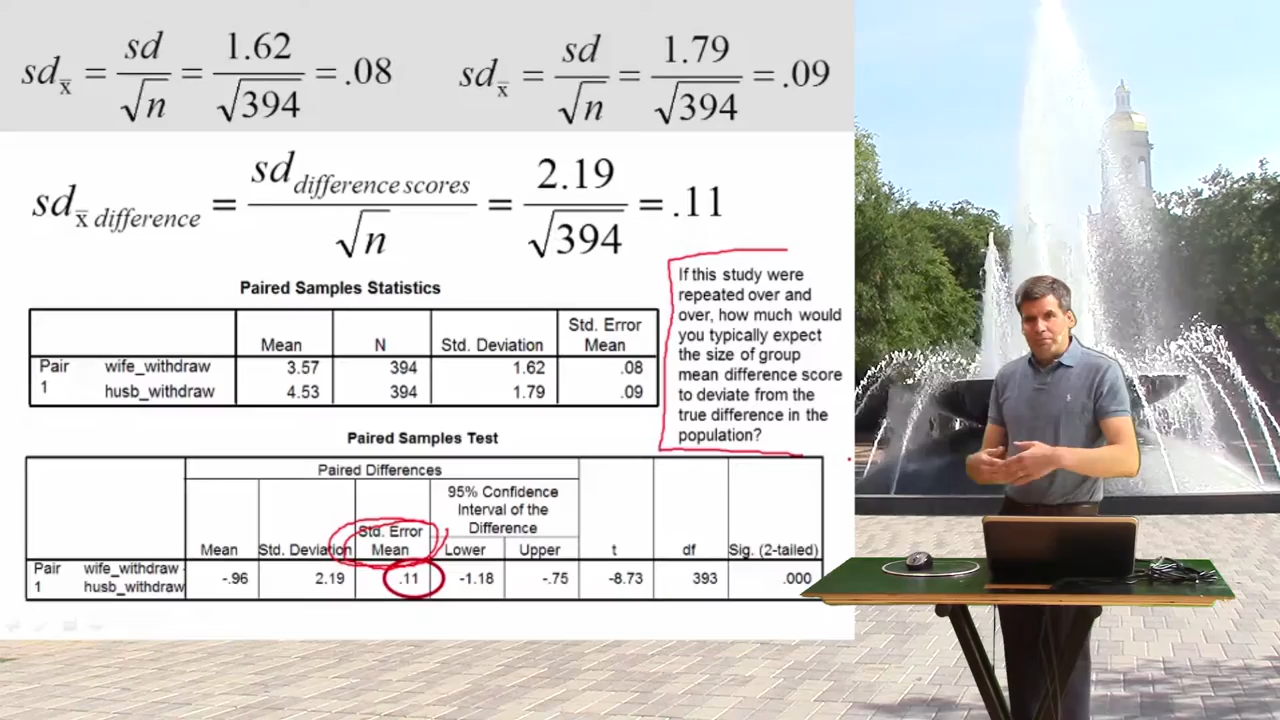 sd x̄ = sd/√n = 1.62/√394 = .08
sd x̄ = sd/√n = 1.79/√394 = .09
sd x̄ difference = sd difference scores/√n = 2.19/√394 = .11
If this study were
repeated over and
over, how much would
you typically expect
the size of group
mean difference score
to deviate from the
true difference in the
population?
Paired Samples Statistics
Mean N Std. Deviation Std. Error Mean
Pair 1 wife_withdraw 3.57 394 1.62 .08
husb_withdraw 4.53 394 1.79 .09
Paired Samples Test
Paired Differences
95% Confidence Interval of the Difference
Mean Std. Deviation Std. Error Mean Lower Upper t df Sig. (2-tailed)
Pair 1 wife_withdraw - husb_withdraw -.96 2.19 .11 -1.18 -.75 -8.73 393 .000